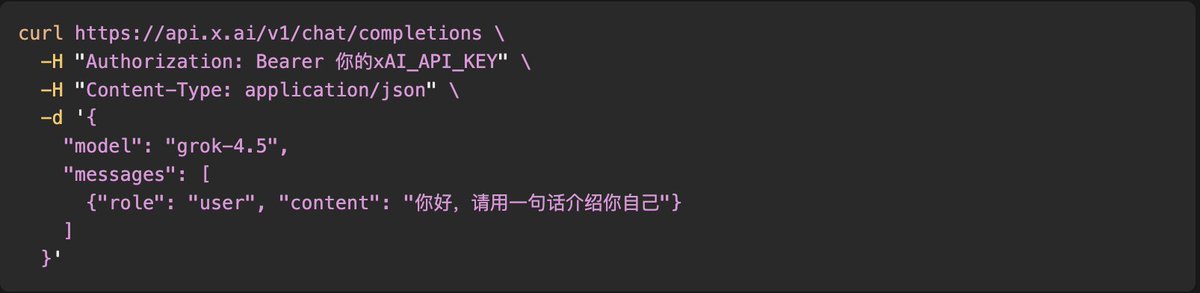 curl https://api.x.ai/v1/chat/completions \
  -H "Authorization: Bearer 你的xAI_API_KEY" \
  -H "Content-Type: application/json" \
  -d '{
    "model": "grok-4.5",
    "messages": [
      {"role": "user", "content": "你好，请用一句话介绍你自己"}
    ]
  }'